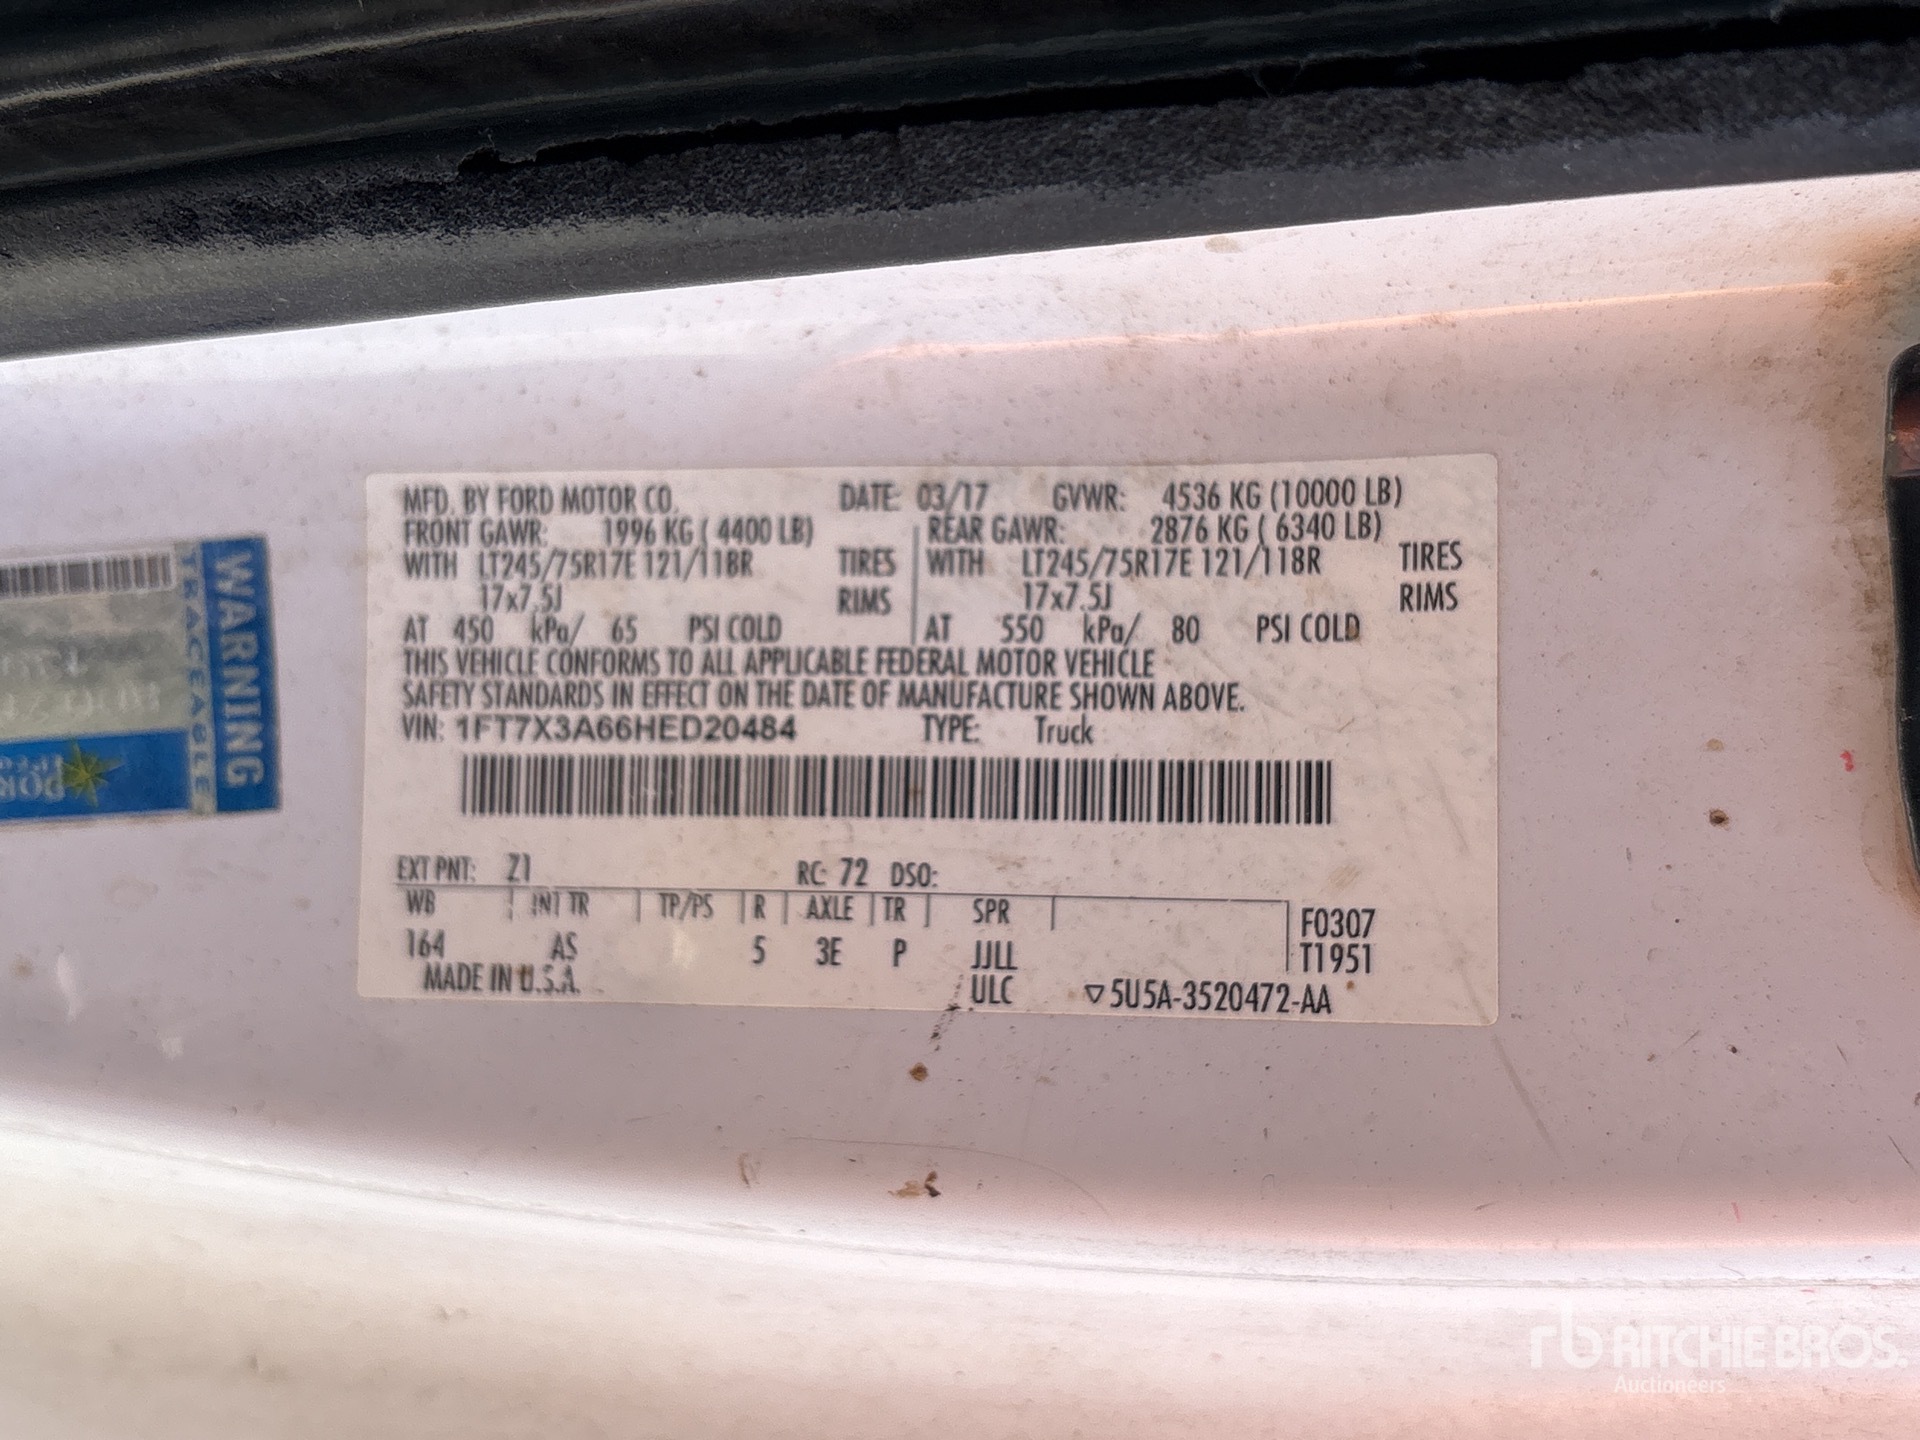 MFD. BY FORD MOTOR CO. DATE: 03/17 GVWR: 4536 KG (10000 LB)
FRONT GAWR: 1996 KG ( 4400 LB) REAR GAWR: 2876 KG ( 6340 LB)
WITH LT245/75R17E 121/118R TIRES WITH LT245/75R17E 121/118R TIRES
17x7.5J RIMS 17x7.5J RIMS
AT 450 kPa/ 65 PSI COLD AT 550 kPa/ 80 PSI COLD
THIS VEHICLE CONFORMS TO ALL APPLICABLE FEDERAL MOTOR VEHICLE
SAFETY STANDARDS IN EFFECT ON THE DATE OF MANUFACTURE SHOWN ABOVE.
VIN: 1FT7X3A66HED20484 TYPE: Truck
EXT PNT: Z1 RC: 72 DSO:
WB INT TR TP/PS R AXLE TR SPR F0307
164 AS 5 3E P JJLL T1951
MADE IN U.S.A. ULC 5U5A-3520472-AA
WARNING
TRACEABLE
rb RITCHIE BROS.
Auctioneers